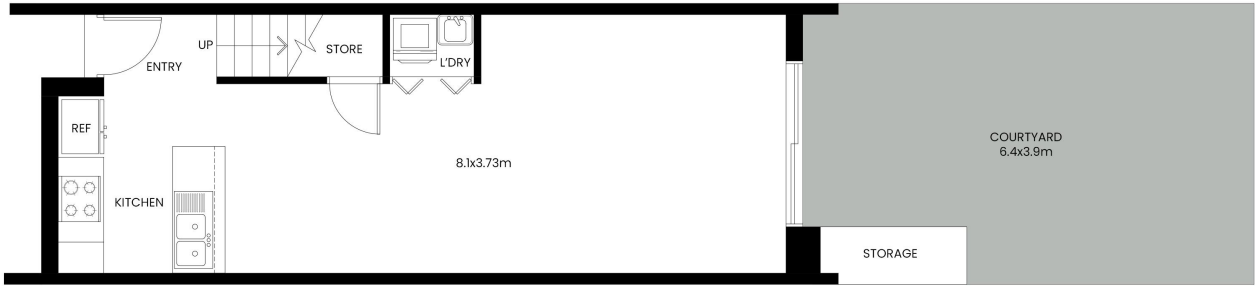 UP
STORE
ENTRY
L'DRY
REF
COURTYARD
6.4x3.9m
8.1x3.73m
KITCHEN
STORAGE